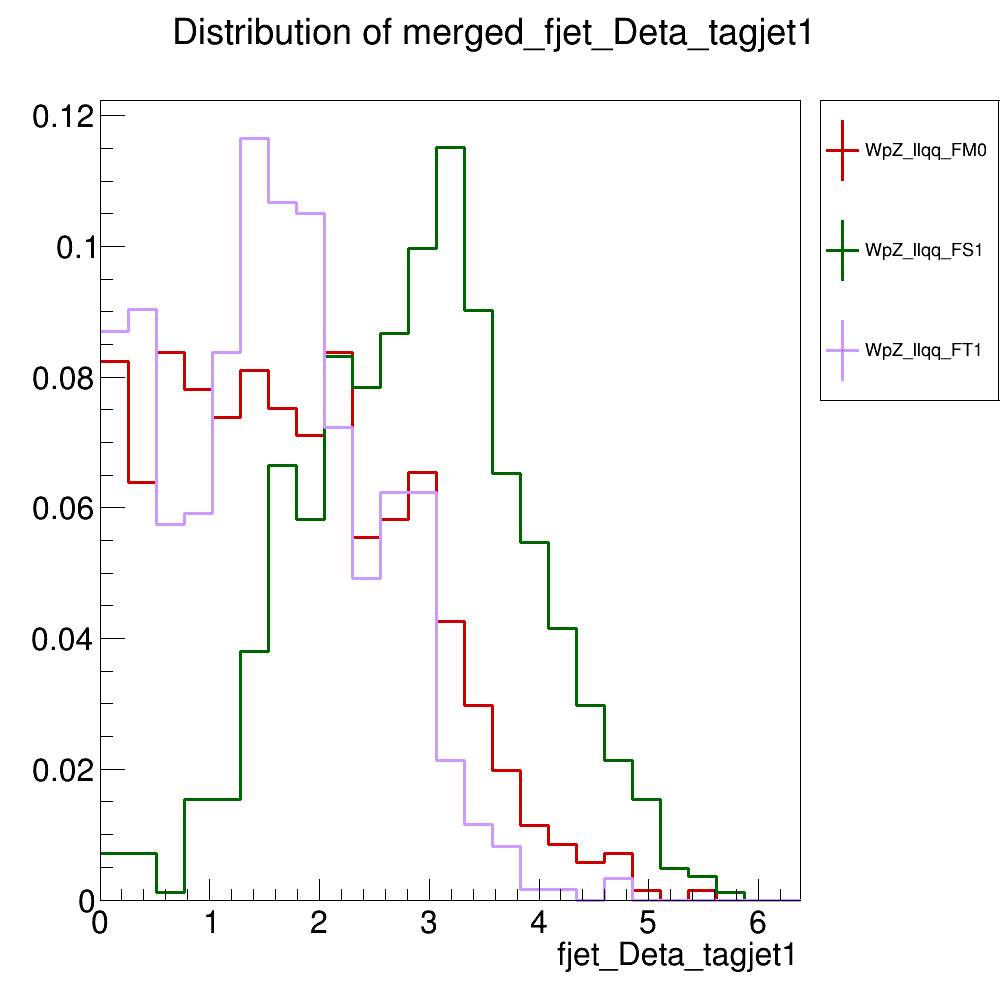 Distribution of merged_fjet_Deta_tagjet1
0.12
0.1
0.08
0.06
0.04
0.02
0
0 1 2 3 4 5 6
fjet_Deta_tagjet1
WpZ_llqq_FM0
WpZ_llqq_FS1
WpZ_llqq_FT1